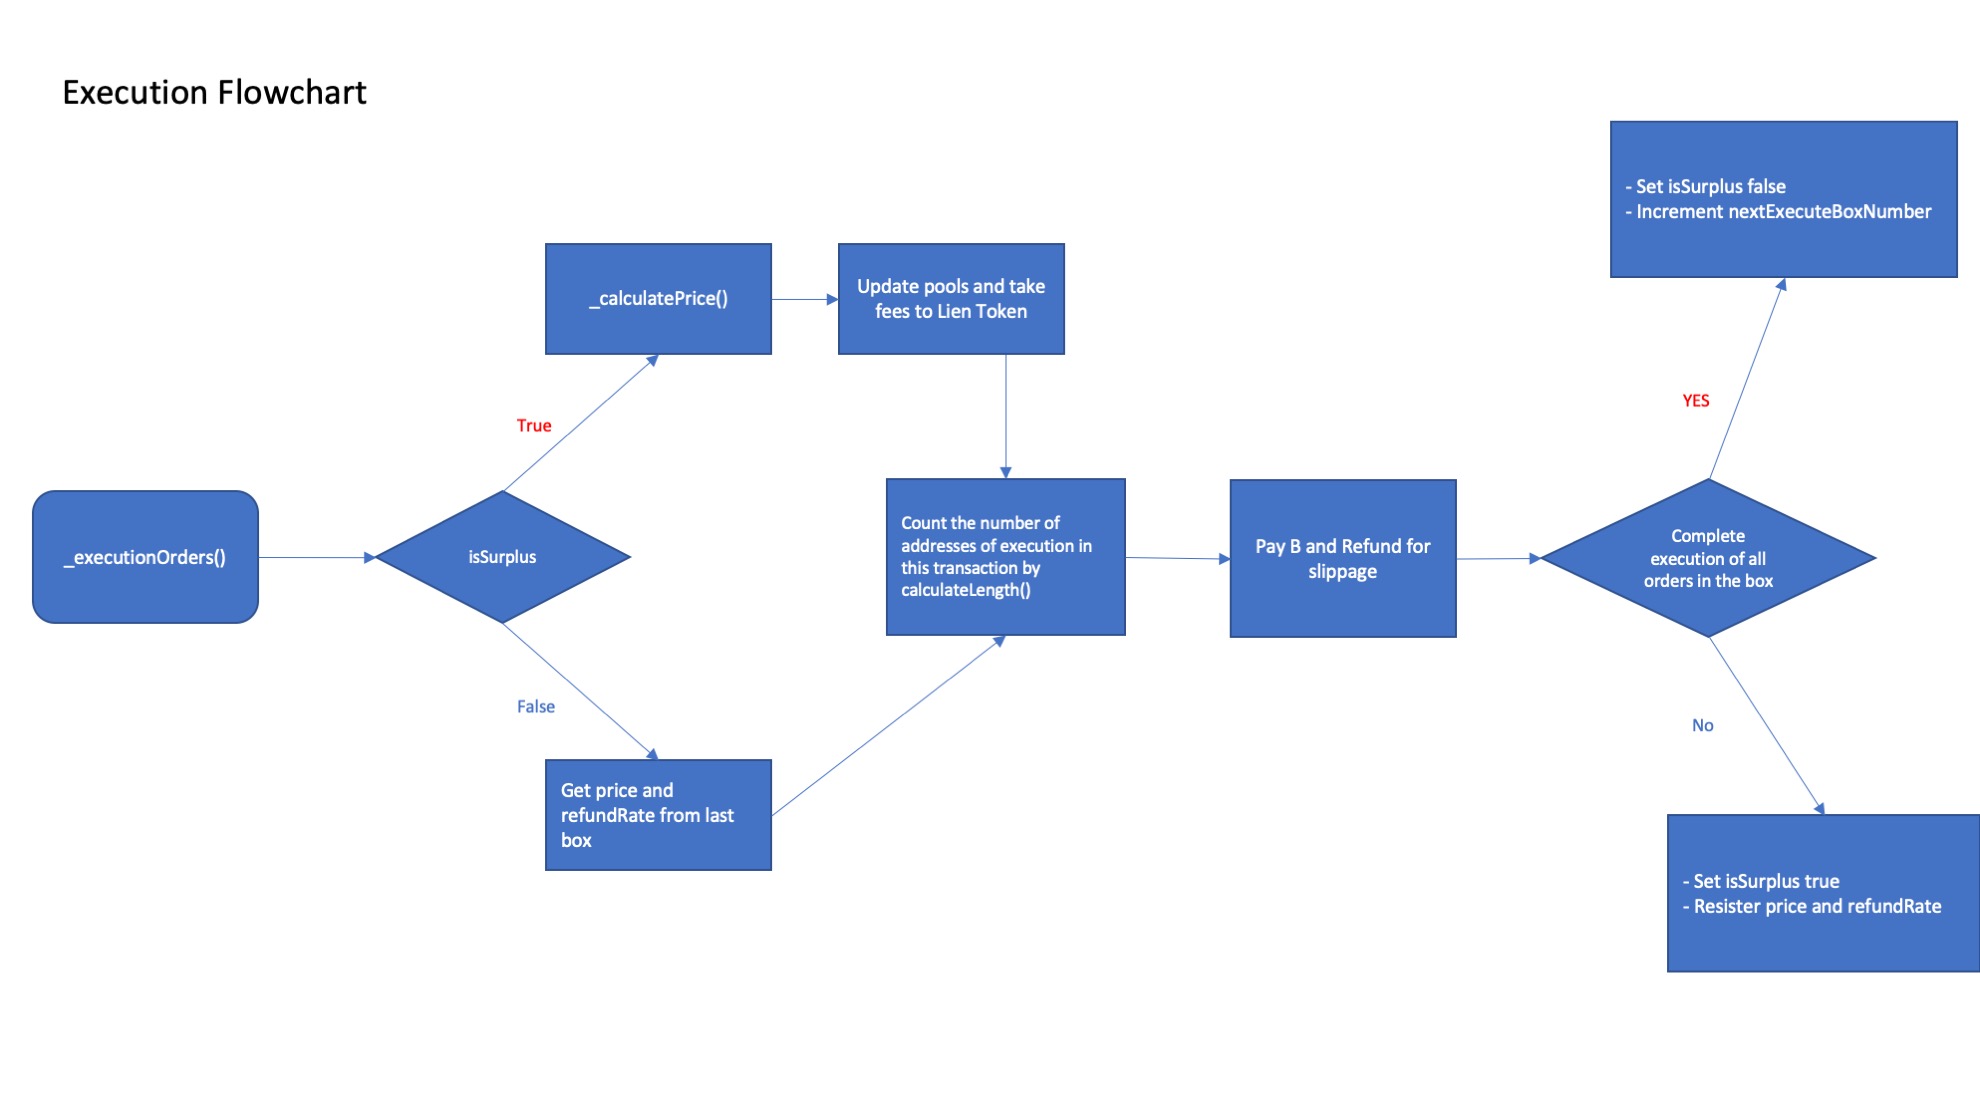 Execution Flowchart
- Set isSurplus false
- Increment nextExecuteBoxNumber
_calculatePrice()
Update pools and take
fees to Lien Token
YES
True
_executionOrders()
isSurplus
Count the number of
addresses of execution in
this transaction by
calculateLength()
Pay B and Refund for
slippage
Complete
execution of all
orders in the box
False
No
Get price and
refundRate from last
box
- Set isSurplus true
- Resister price and refundRate